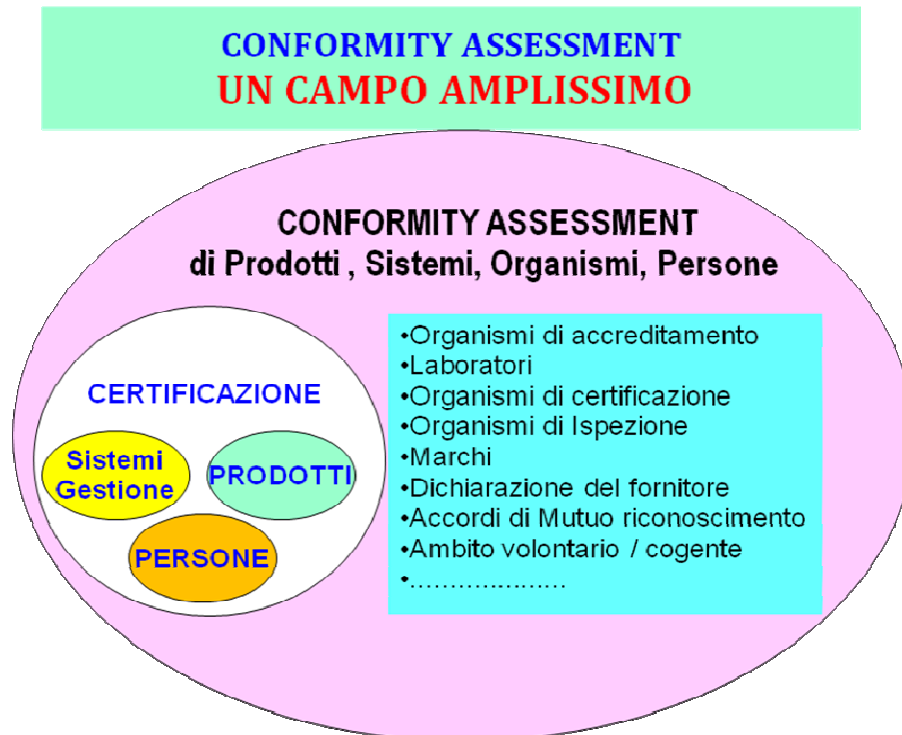 CONFORMITY ASSESSMENT
UN CAMPO AMPLISSIMO
CONFORMITY ASSESSMENT
di Prodotti , Sistemi, Organismi, Persone
CERTIFICAZIONE
Sistemi
Gestione
PRODOTTI
PERSONE
•Organismi di accreditamento
•Laboratori
•Organismi di certificazione
•Organismi di Ispezione
•Marchi
•Dichiarazione del fornitore
•Accordi di Mutuo riconoscimento
•Ambito volontario / cogente
•………….……